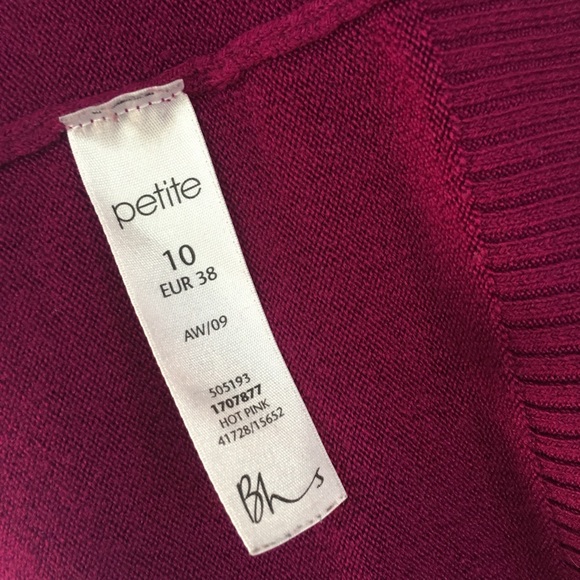 petite
10
EUR 38
AW/09
505193
1707877
HOT PINK
41728/15652
Bhs